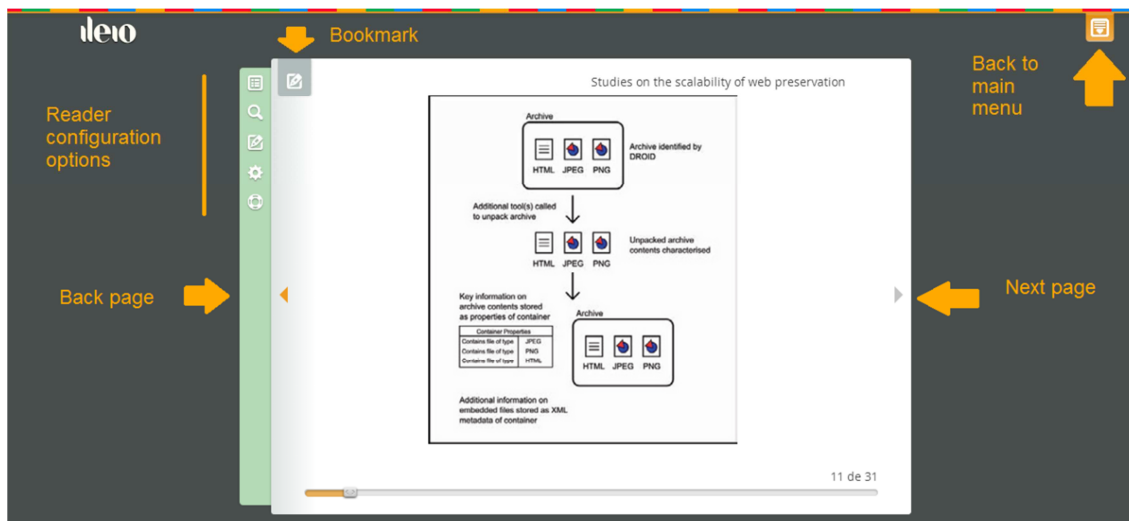 ileio
Bookmark
Back to
main
menu
Reader
configuration
options
Back page
Next page
Studies on the scalability of web preservation
Archive
HTML JPEG PNG
Archive identified by
DROID
Additional tool(s) called
to unpack archive
HTML JPEG PNG
Unpacked archive
contents characterised
Key information on
archive contents stored
as properties of container
Container Properties
Contains file of type JPEG
Contains file of type PNG
Contains file of type HTML
Archive
HTML JPEG PNG
Additional information on
embedded files stored as XML
metadata of container
11 de 31